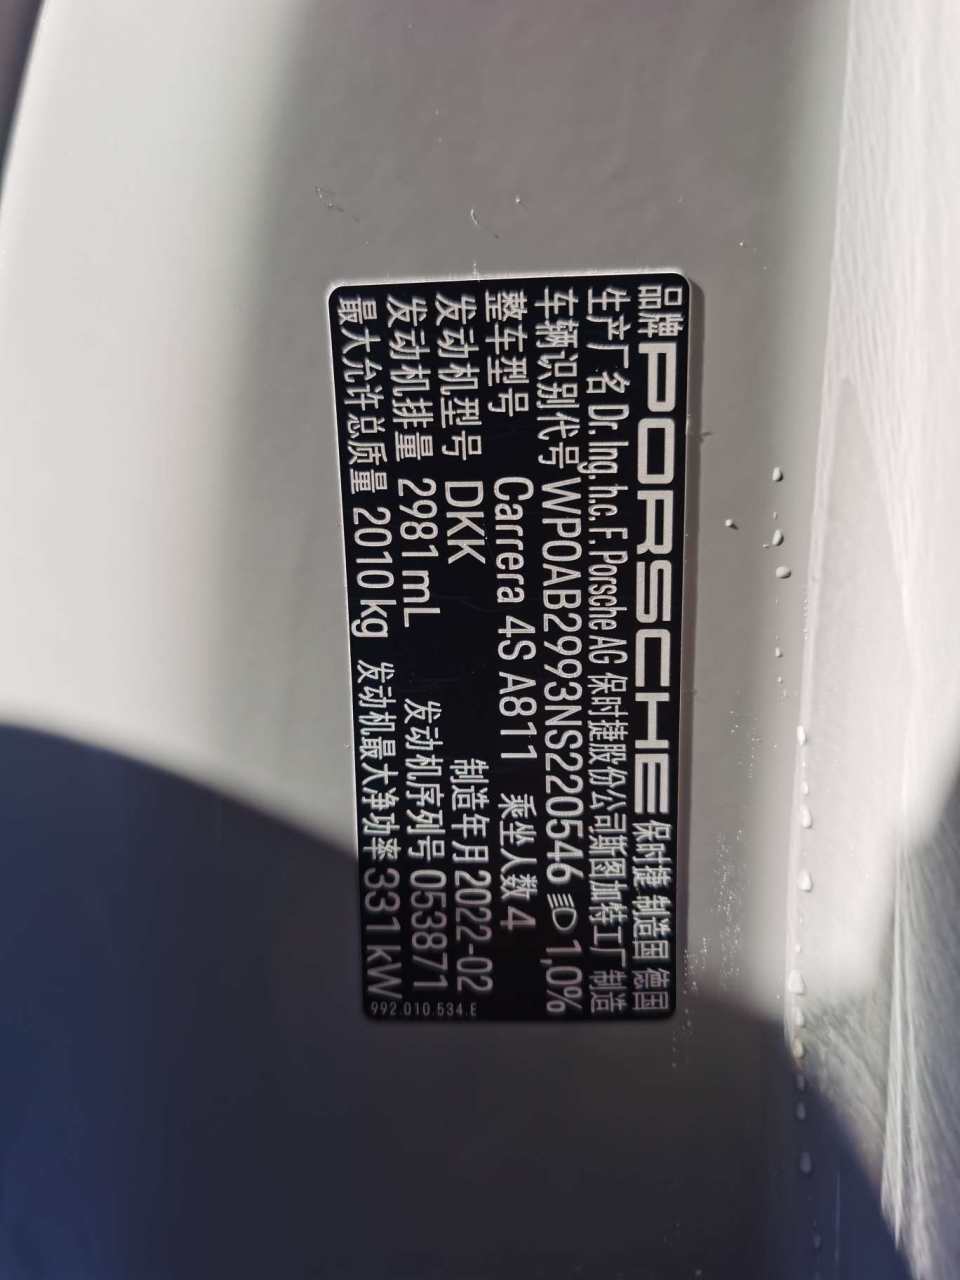 品牌 PORSCHE 保时捷 制造国 德国
生产厂名 Dr. Ing. h.c. F. Porsche AG 保时捷股份公司斯图加特工厂 制造
车辆识别代号 WP0AB2993NS220546 1,0%
整车型号 Carrera 4S A811 乘坐人数 4
发动机型号 DKK 制造年月 2022-02
发动机排量 2981 mL 发动机序列号 053871
最大允许总质量 2010 kg 发动机最大净功率 331 kW
992.010.534.E